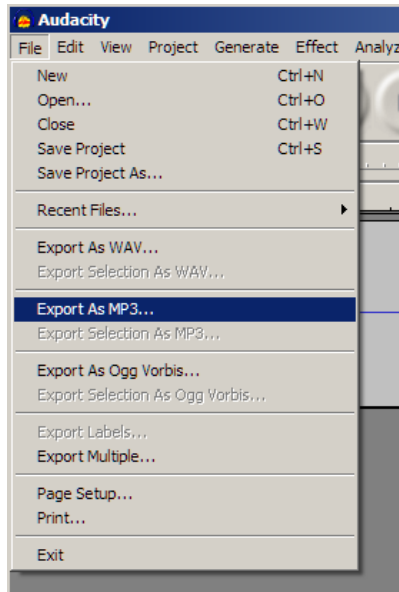 Audacity
File Edit View Project Generate Effect Analyz
New Ctrl+N
Open... Ctrl+O
Close Ctrl+W
Save Project Ctrl+S
Save Project As...
Recent Files...
Export As WAV...
Export Selection As WAV...
Export As MP3...
Export Selection As MP3...
Export As Ogg Vorbis...
Export Selection As Ogg Vorbis...
Export Labels...
Export Multiple...
Page Setup...
Print...
Exit